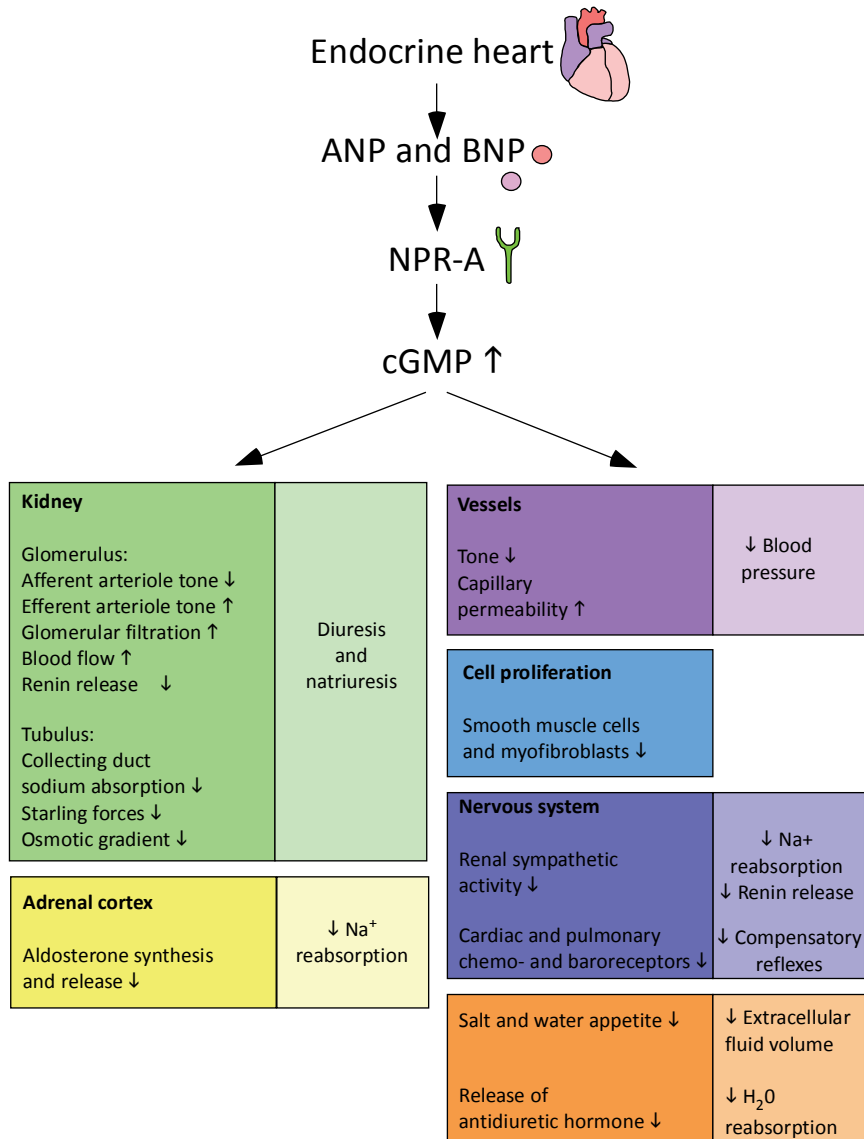 Endocrine heart
ANP and BNP
NPR-A
cGMP ↑
Kidney
Glomerulus:
Afferent arteriole tone ↓
Efferent arteriole tone ↑
Glomerular filtration ↑
Blood flow ↑
Renin release ↓
Tubulus:
Collecting duct
sodium absorption ↓
Starling forces ↓
Osmotic gradient ↓
Diuresis
and
natriuresis
Adrenal cortex
Aldosterone synthesis
and release ↓
↓ Na⁺
reabsorption
Vessels
Tone ↓
Capillary
permeability ↑
↓ Blood
pressure
Cell proliferation
Smooth muscle cells
and myofibroblasts ↓
Nervous system
Renal sympathetic
activity ↓
Cardiac and pulmonary
chemo- and baroreceptors ↓
↓ Na+
reabsorption
↓ Renin release
↓ Compensatory
reflexes
Salt and water appetite ↓
Release of
antidiuretic hormone ↓
↓ Extracellular
fluid volume
↓ H₂0
reabsorption